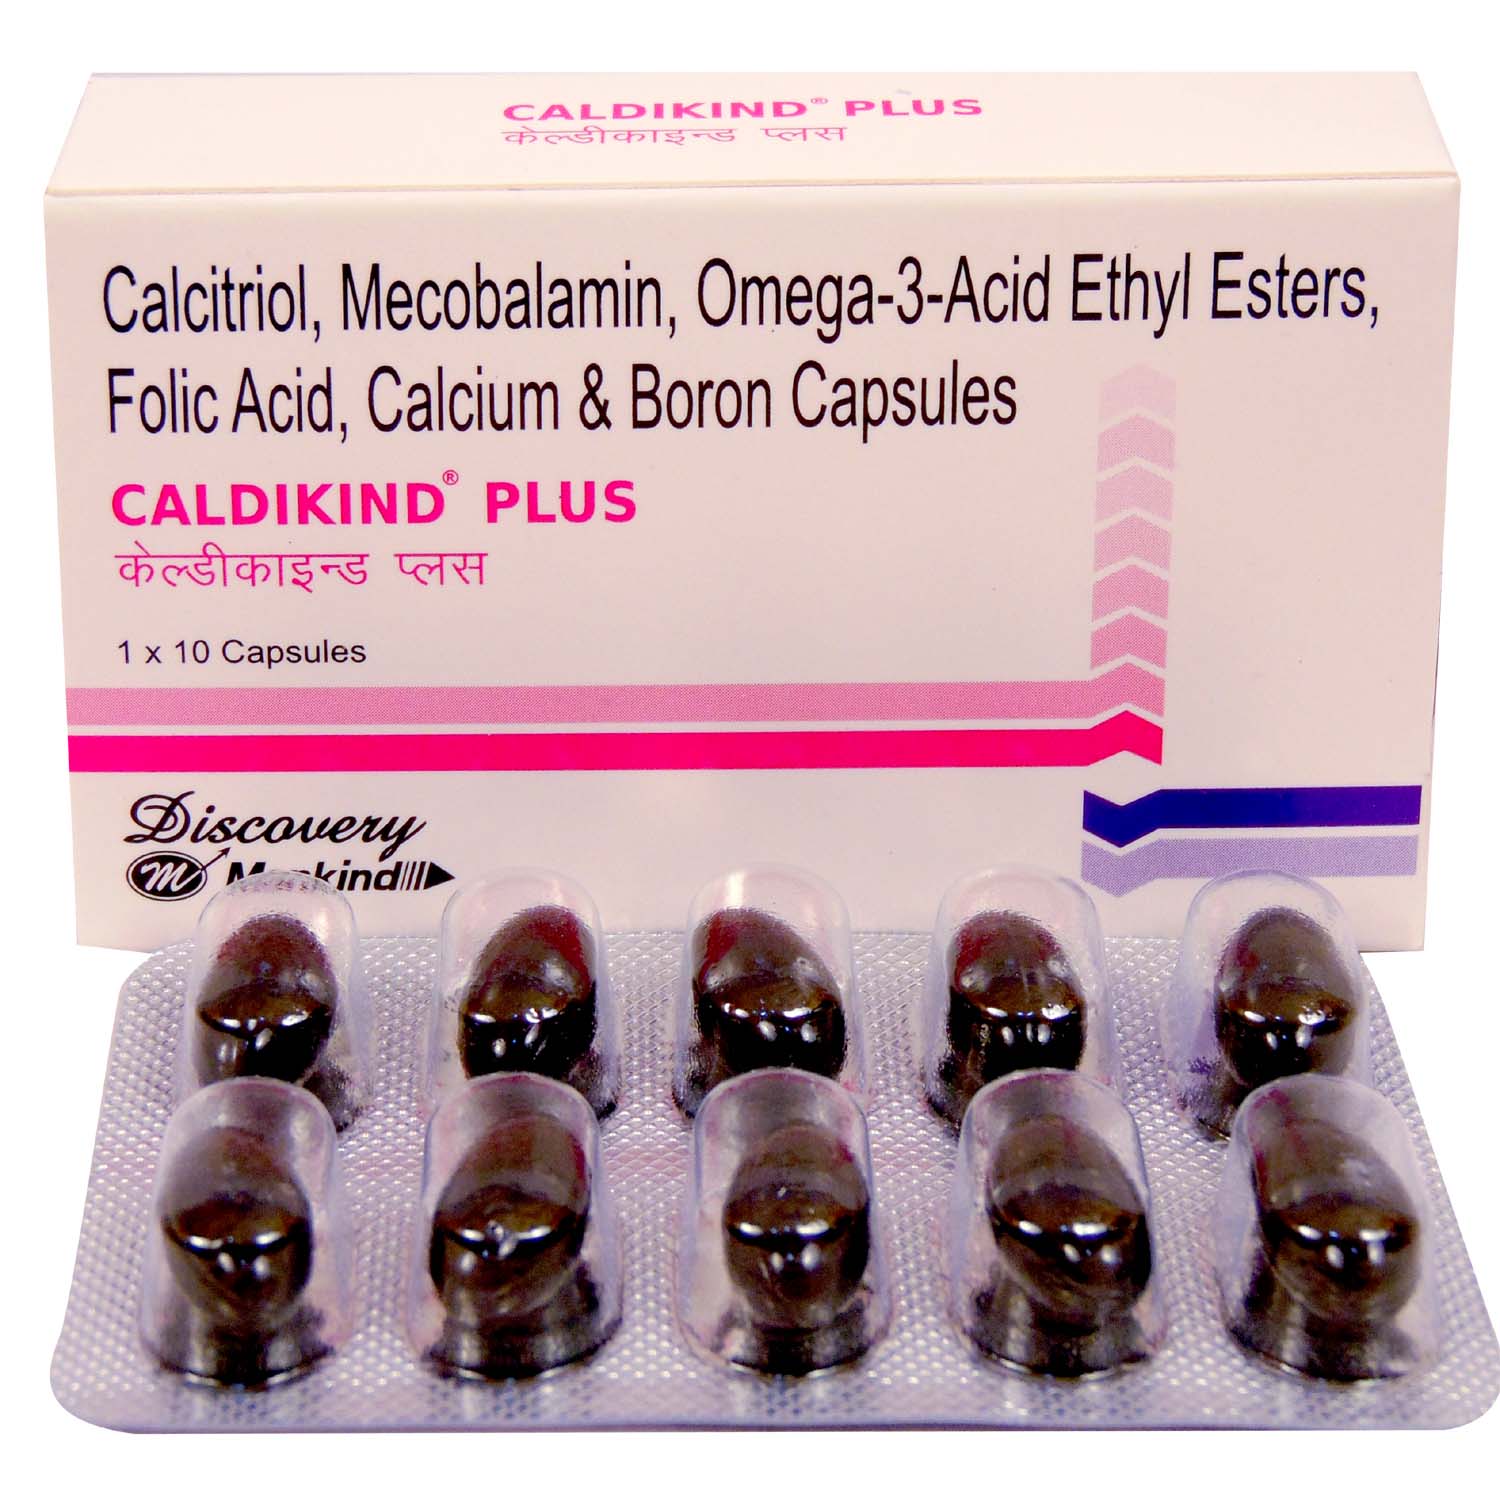 CALDIKIND® PLUS
केल्डीकाइन्ड प्लस
Calcitriol, Mecobalamin, Omega-3-Acid Ethyl Esters,
Folic Acid, Calcium & Boron Capsules
CALDIKIND® PLUS
केल्डीकाइन्ड प्लस
1 x 10 Capsules
Discovery
M Mankind